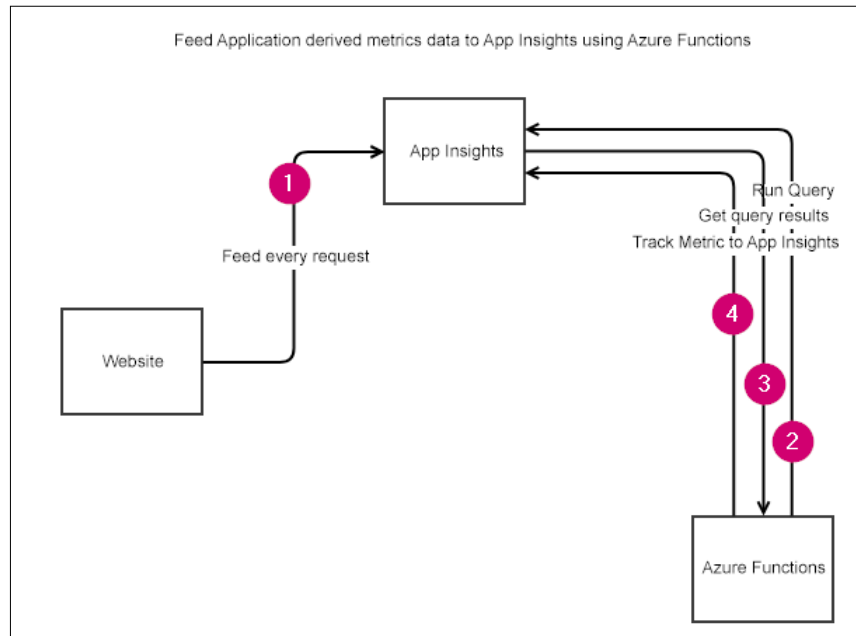 Feed Application derived metrics data to App Insights using Azure Functions
App Insights
1
Run Query
Get query results
Feed every request
Track Metric to App Insights
4
Website
3
2
Azure Functions